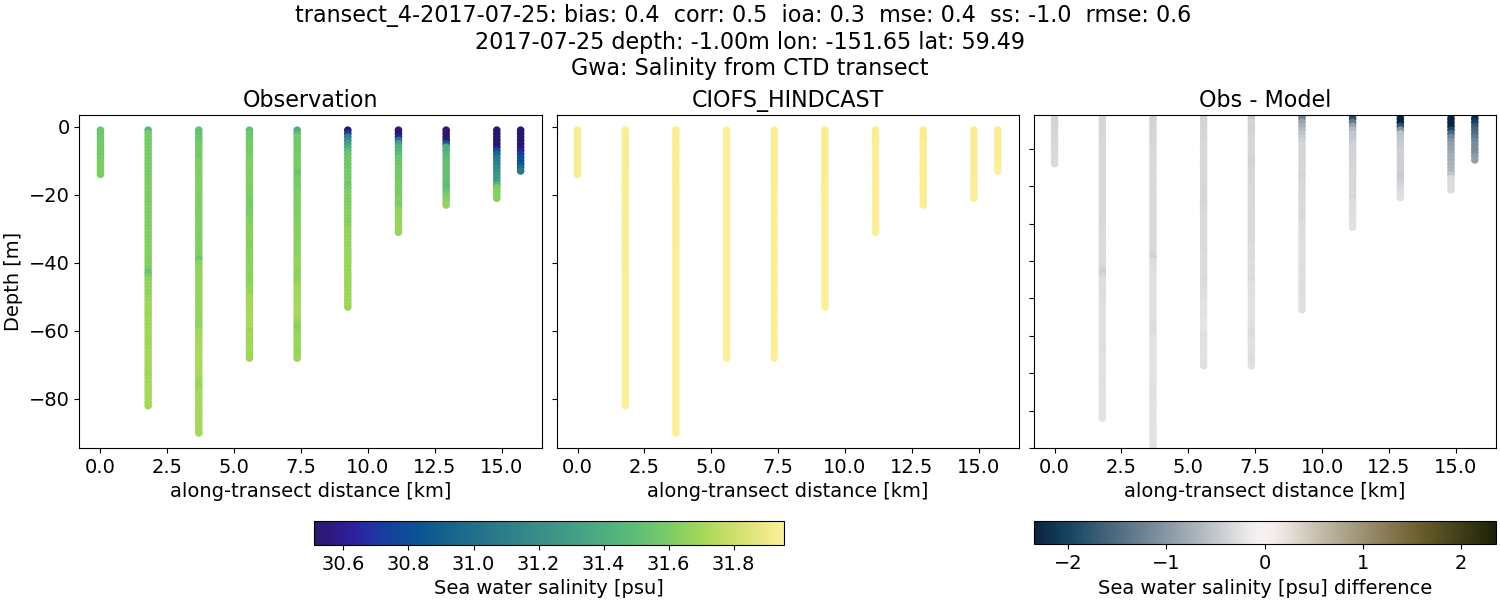 transect_4-2017-07-25: bias: 0.4  corr: 0.5  ioa: 0.3  mse: 0.4  ss: -1.0  rmse: 0.6
2017-07-25 depth: -1.00m lon: -151.65 lat: 59.49
Gwa: Salinity from CTD transect
Observation
CIOFS_HINDCAST
Obs - Model
Depth [m]
0
−20
−40
−60
−80
0.0 2.5 5.0 7.5 10.0 12.5 15.0
0.0 2.5 5.0 7.5 10.0 12.5 15.0
0.0 2.5 5.0 7.5 10.0 12.5 15.0
along-transect distance [km]
along-transect distance [km]
along-transect distance [km]
30.6 30.8 31.0 31.2 31.4 31.6 31.8
Sea water salinity [psu]
−2 −1 0 1 2
Sea water salinity [psu] difference